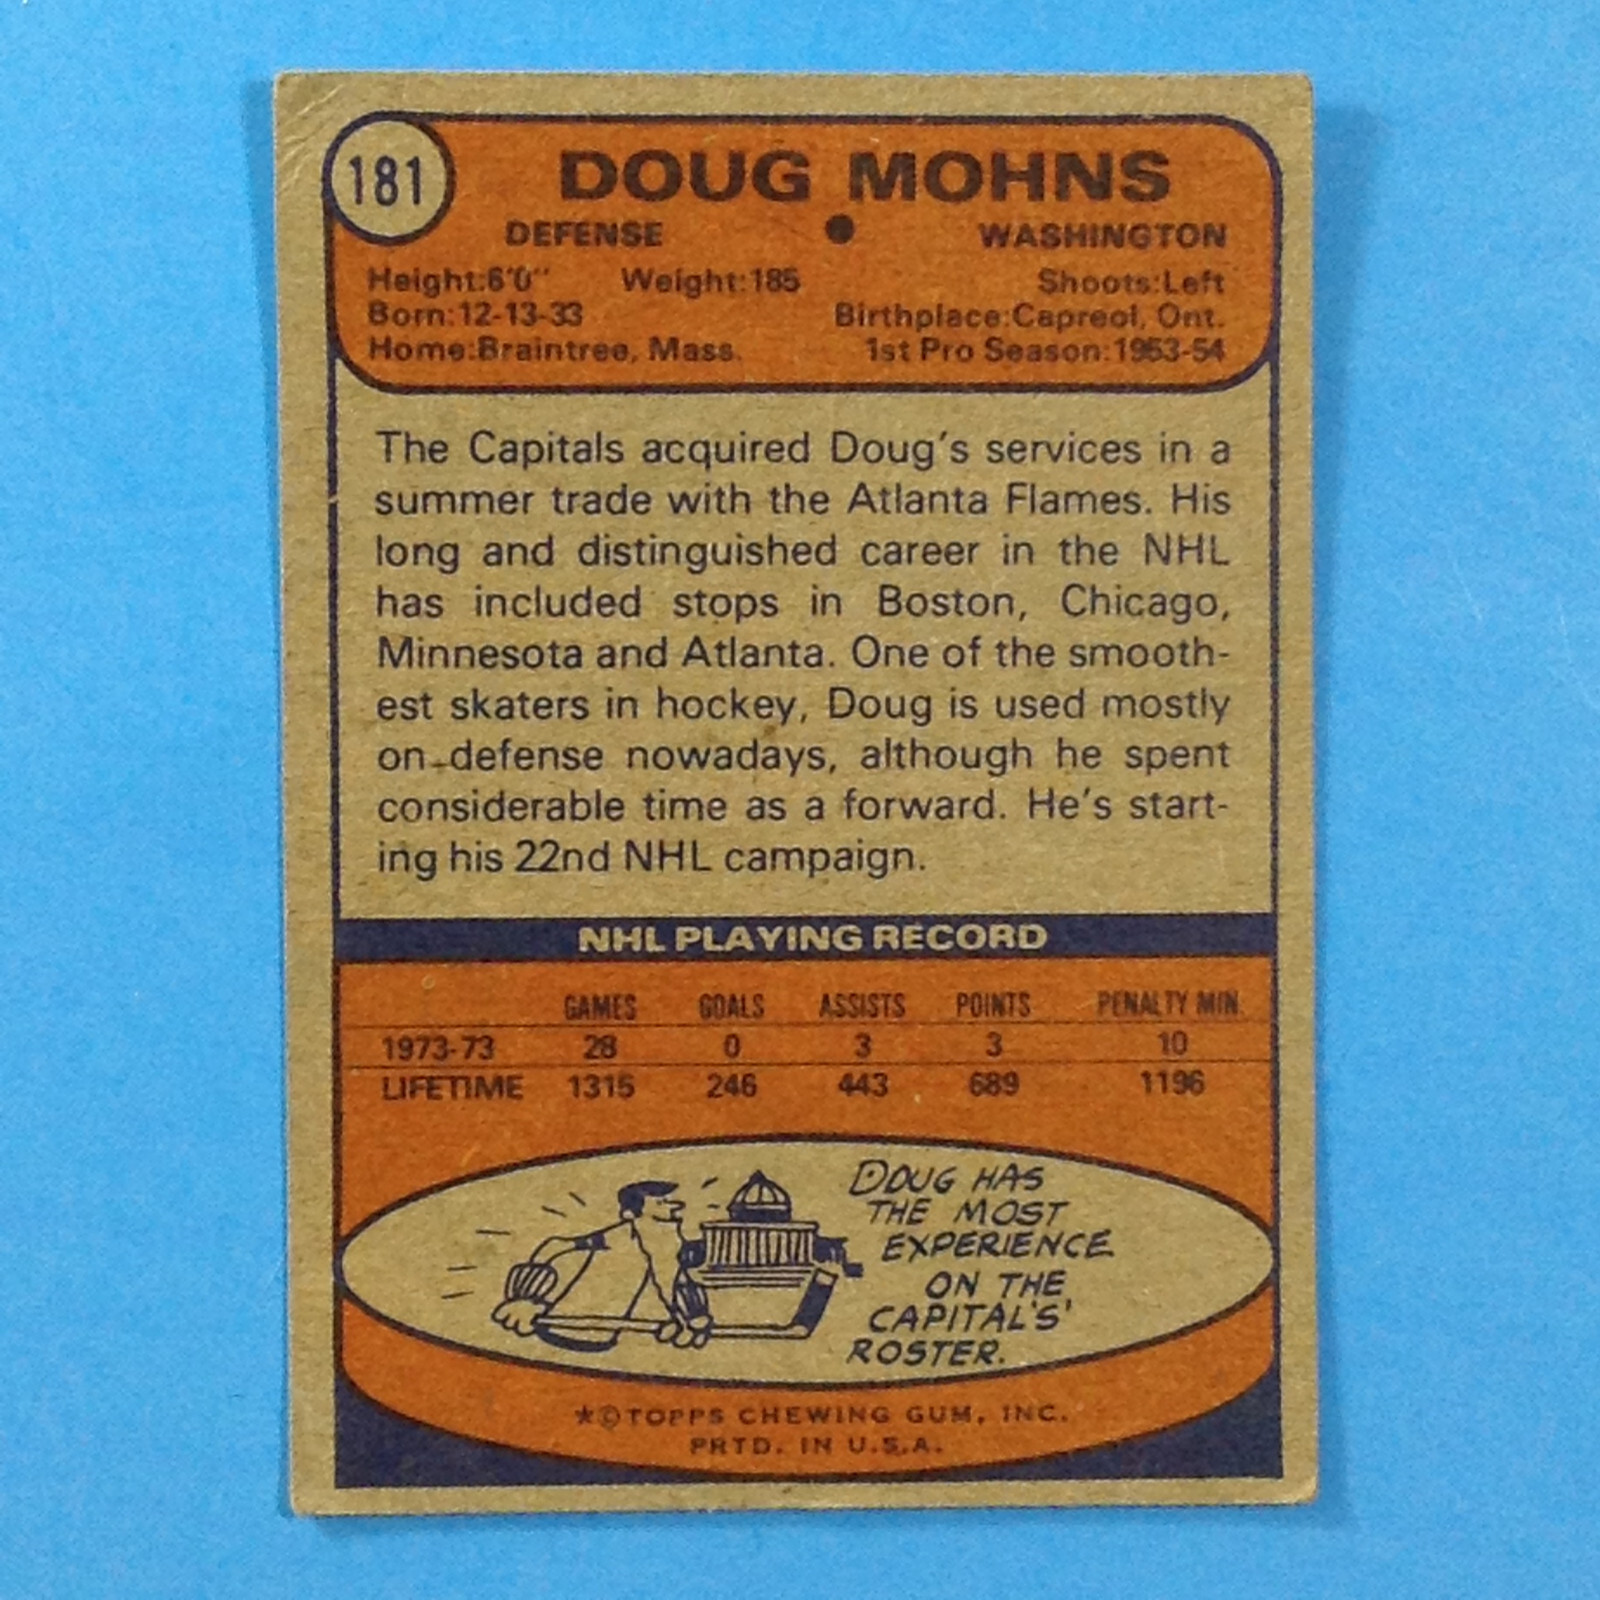 181
DOUG MOHNS
DEFENSE • WASHINGTON
Height:6'0" Weight:185 Shoots:Left
Born:12-13-33 Birthplace:Capreol, Ont.
Home:Braintree, Mass. 1st Pro Season:1953-54
The Capitals acquired Doug's services in a
summer trade with the Atlanta Flames. His
long and distinguished career in the NHL
has included stops in Boston, Chicago,
Minnesota and Atlanta. One of the smooth-
est skaters in hockey, Doug is used mostly
on defense nowadays, although he spent
considerable time as a forward. He's start-
ing his 22nd NHL campaign.
NHL PLAYING RECORD
GAMES GOALS ASSISTS POINTS PENALTY MIN.
1973-73 28 0 3 3 10
LIFETIME 1315 246 443 689 1196
DOUG HAS
THE MOST
EXPERIENCE
ON THE
CAPITAL'S'
ROSTER.
★©TOPPS CHEWING GUM, INC.
PRTD. IN U.S.A.